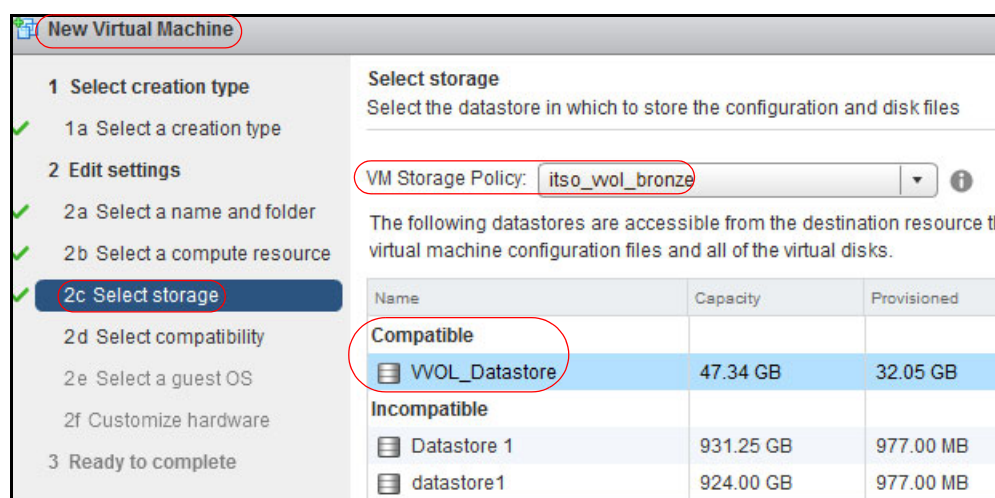 New Virtual Machine
1 Select creation type
1a Select a creation type
2 Edit settings
2a Select a name and folder
2b Select a compute resource
2c Select storage
2d Select compatibility
2e Select a guest OS
2f Customize hardware
3 Ready to complete
Select storage
Select the datastore in which to store the configuration and disk files
VM Storage Policy: itso_vvol_bronze
The following datastores are accessible from the destination resource t
virtual machine configuration files and all of the virtual disks.
Name Capacity Provisioned
Compatible
VVOL_Datastore 47.34 GB 32.05 GB
Incompatible
Datastore 1 931.25 GB 977.00 MB
datastore1 924.00 GB 977.00 MB